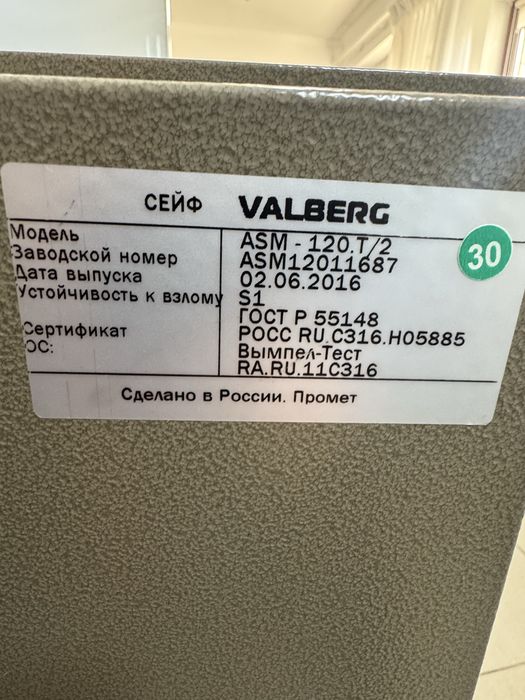 СЕЙФ VALBERG
Модель ASM - 120.T/2
Заводской номер ASM12011687
Дата выпуска 02.06.2016
Устойчивость к взлому S1
ГОСТ Р 55148
Сертификат РОСС RU.С316.Н05885
ОС: Вымпел-Тест
RA.RU.11С316
Сделано в России. Промет
30